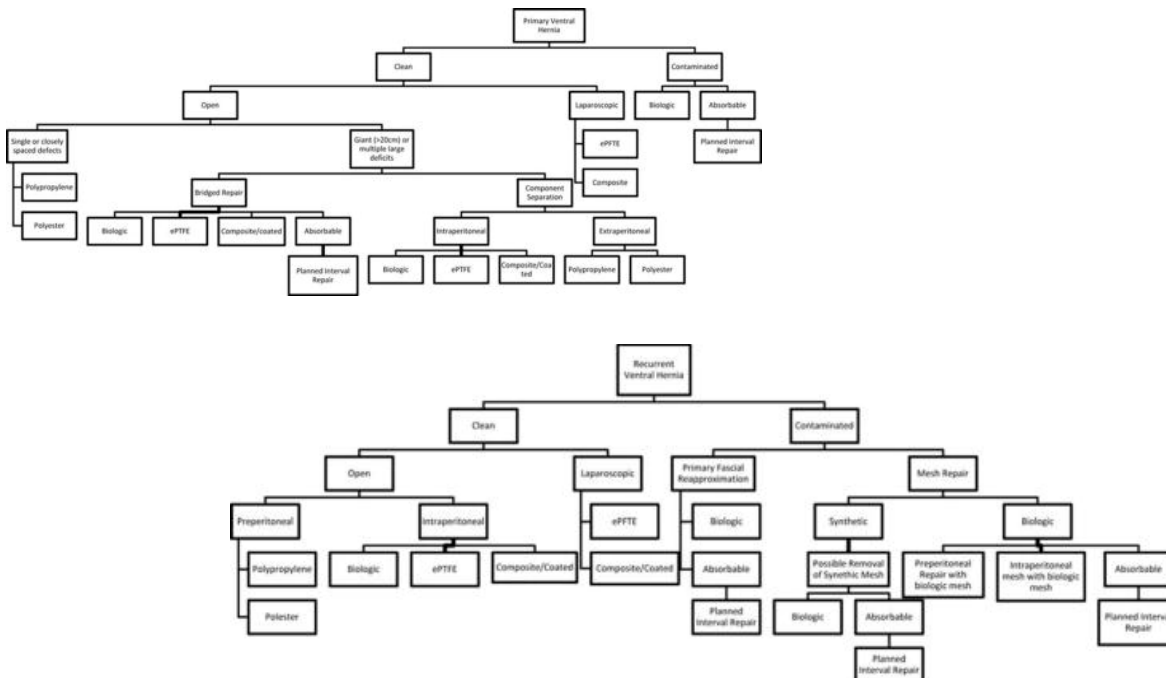 Primary Ventral
Hernia
Clean
Contaminated
Open
Laparoscopic
Biologic
Absorbable
Single or closely
spaced defects
Giant (>20cm) or
multiple large
deficits
ePFTE
Planned Interval
Repair
Polypropylene
Bridged Repair
Component
Separation
Composite
Polyester
Biologic
ePTFE
Composite/coated
Absorbable
Intraperitoneal
Extraperitoneal
Planned Interval
Repair
Biologic
ePTFE
Composite/Coa
ted
Polypropylene
Polyester
Recurrent
Ventral Hernia
Clean
Contaminated
Open
Laparoscopic
Primary Fascial
Reapproximation
Mesh Repair
Preperitoneal
Intraperitoneal
ePFTE
Biologic
Synthetic
Biologic
Polypropylene
Biologic
ePTFE
Composite/Coated
Composite/Coated
Absorbable
Possible Removal
of Synethic Mesh
Preperitoneal
Repair with
biologic mesh
Intraperitoneal
mesh with biologic
mesh
Absorbable
Polester
Planned
Interval Repair
Biologic
Absorbable
Planned Interval
Repair
Planned
Interval Repair